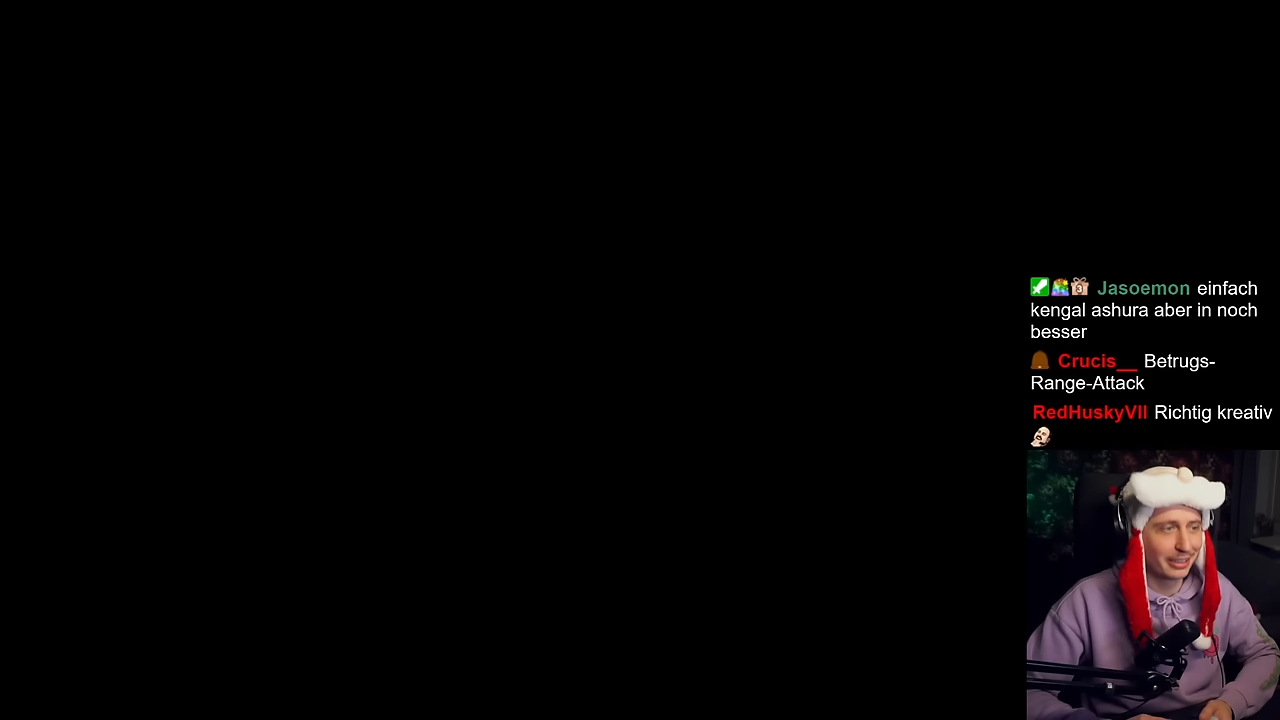 Jasoemon einfach
kengal ashura aber in noch
besser
Crucis__ Betrugs-
Range-Attack
RedHuskyVII Richtig kreativ